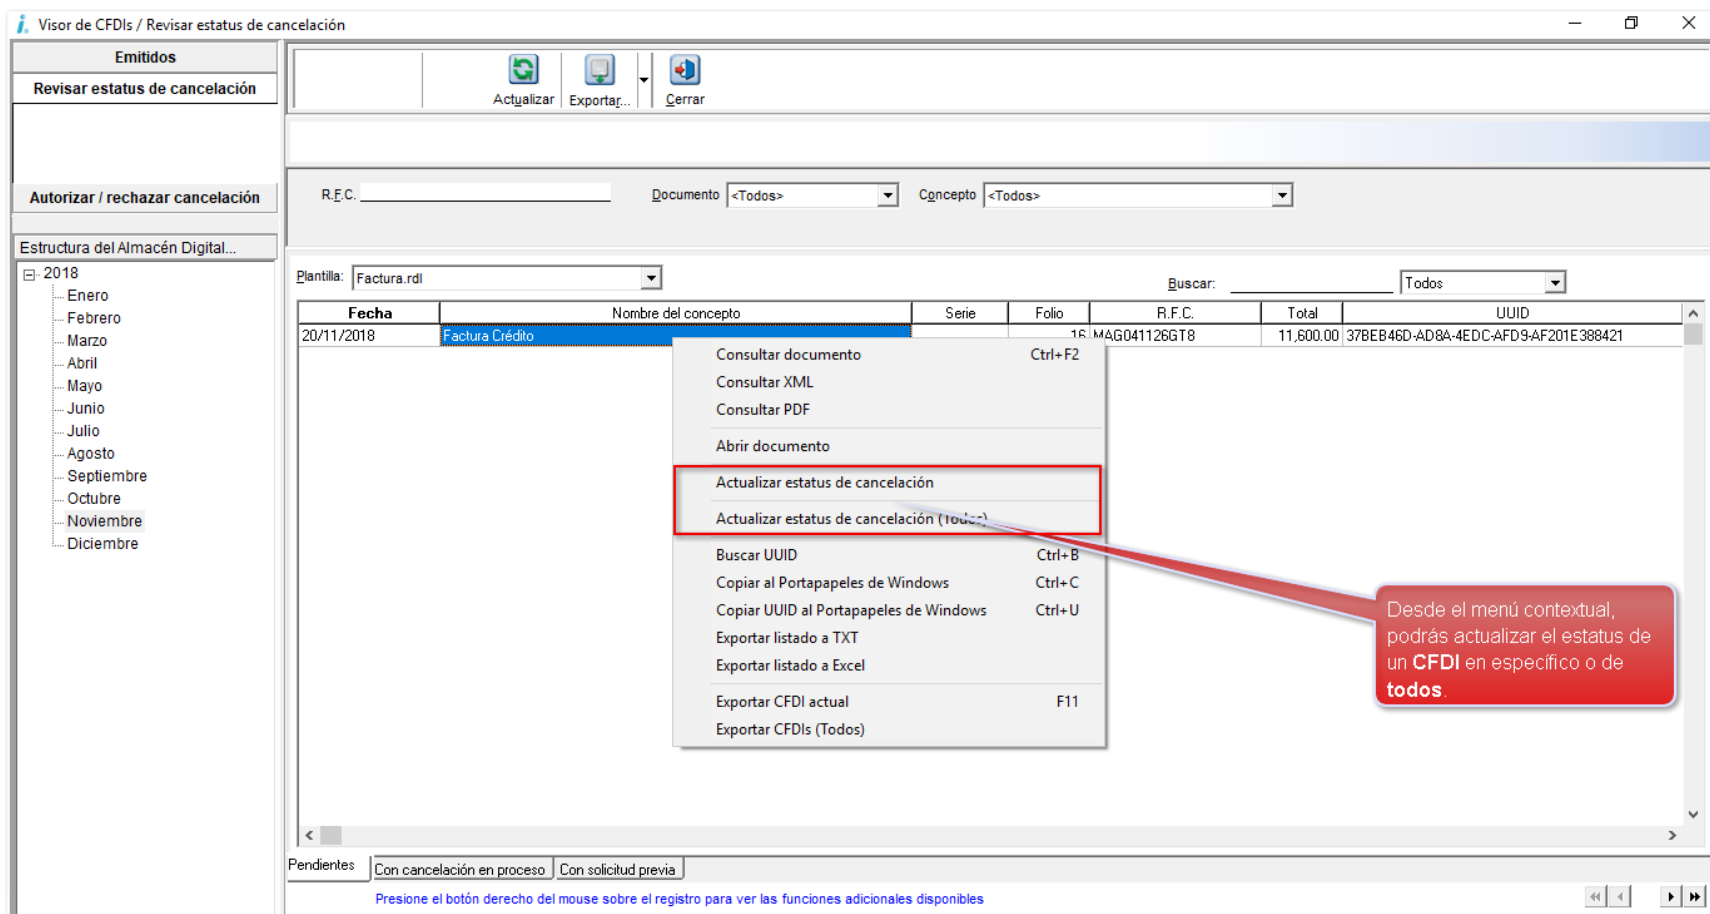 Visor de CFDIs / Revisar estatus de cancelación
Emitidos
Revisar estatus de cancelación
Autorizar / rechazar cancelación
Actualizar
Exportar...
Cerrar
R.F.C.
Documento <Todos>
Concepto <Todos>
Estructura del Almacén Digital...
2018
Enero
Febrero
Marzo
Abril
Mayo
Junio
Julio
Agosto
Septiembre
Octubre
Noviembre
Diciembre
Plantilla: Factura.rdl
Buscar: Todos
Fecha Nombre del concepto Serie Folio R.F.C. Total UUID
20/11/2018 Factura Crédito 16 MAG041126GT8 11,600.00 37BEB46D-AD8A-4EDC-AFD9-AF201E388421
Consultar documento Ctrl+F2
Consultar XML
Consultar PDF
Abrir documento
Actualizar estatus de cancelación
Actualizar estatus de cancelación (Todos)
Buscar UUID Ctrl+B
Copiar al Portapapeles de Windows Ctrl+C
Copiar UUID al Portapapeles de Windows Ctrl+U
Exportar listado a TXT
Exportar listado a Excel
Exportar CFDI actual F11
Exportar CFDIs (Todos)
Desde el menú contextual,
podrás actualizar el estatus de
un CFDI en específico o de
todos.
Pendientes Con cancelación en proceso Con solicitud previa
Presione el botón derecho del mouse sobre el registro para ver las funciones adicionales disponibles